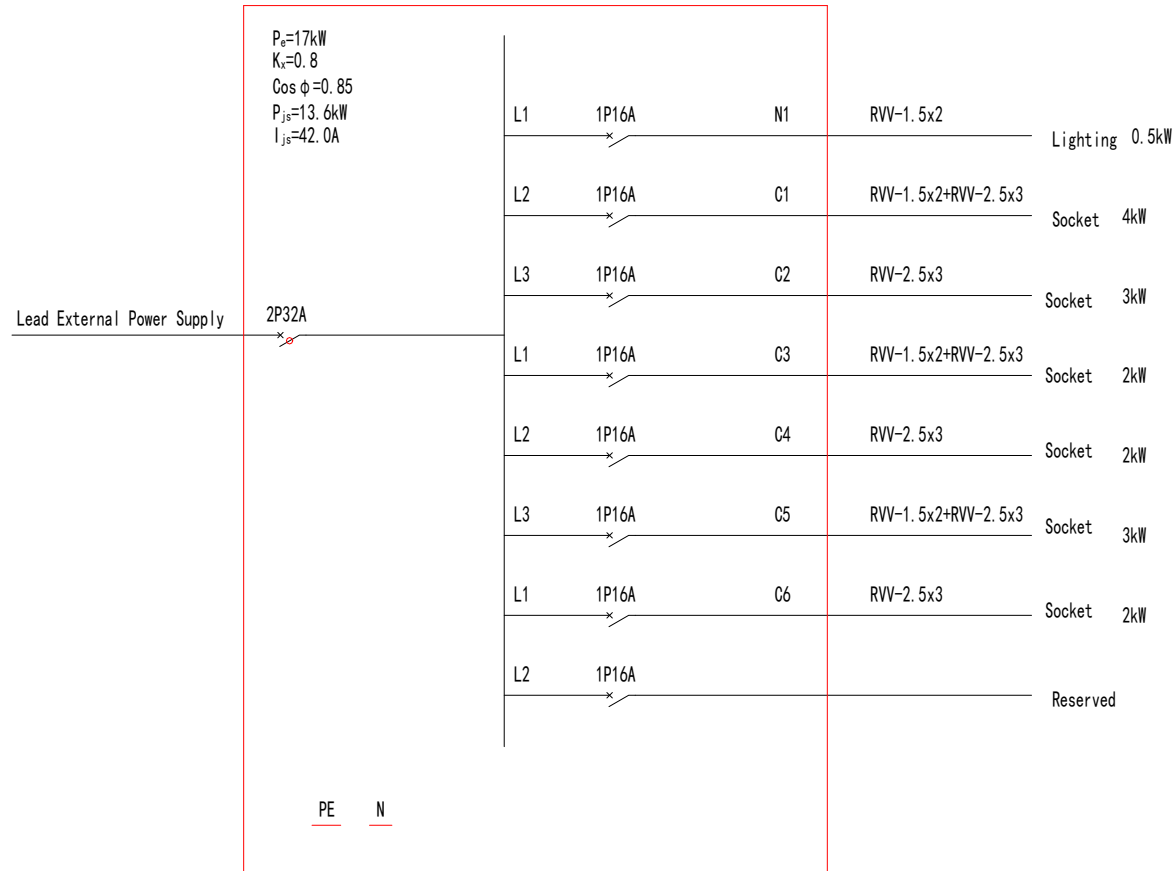 Pₑ=17kW
Kₓ=0.8
Cosφ=0.85
Pⱼₛ=13.6kW
Iⱼₛ=42.0A
L1 1P16A N1 RVV-1.5x2 Lighting 0.5kW
L2 1P16A C1 RVV-1.5x2+RVV-2.5x3 Socket 4kW
L3 1P16A C2 RVV-2.5x3 Socket 3kW
Lead External Power Supply 2P32A
L1 1P16A C3 RVV-1.5x2+RVV-2.5x3 Socket 2kW
L2 1P16A C4 RVV-2.5x3 Socket 2kW
L3 1P16A C5 RVV-1.5x2+RVV-2.5x3 Socket 3kW
L1 1P16A C6 RVV-2.5x3 Socket 2kW
L2 1P16A Reserved
PE N